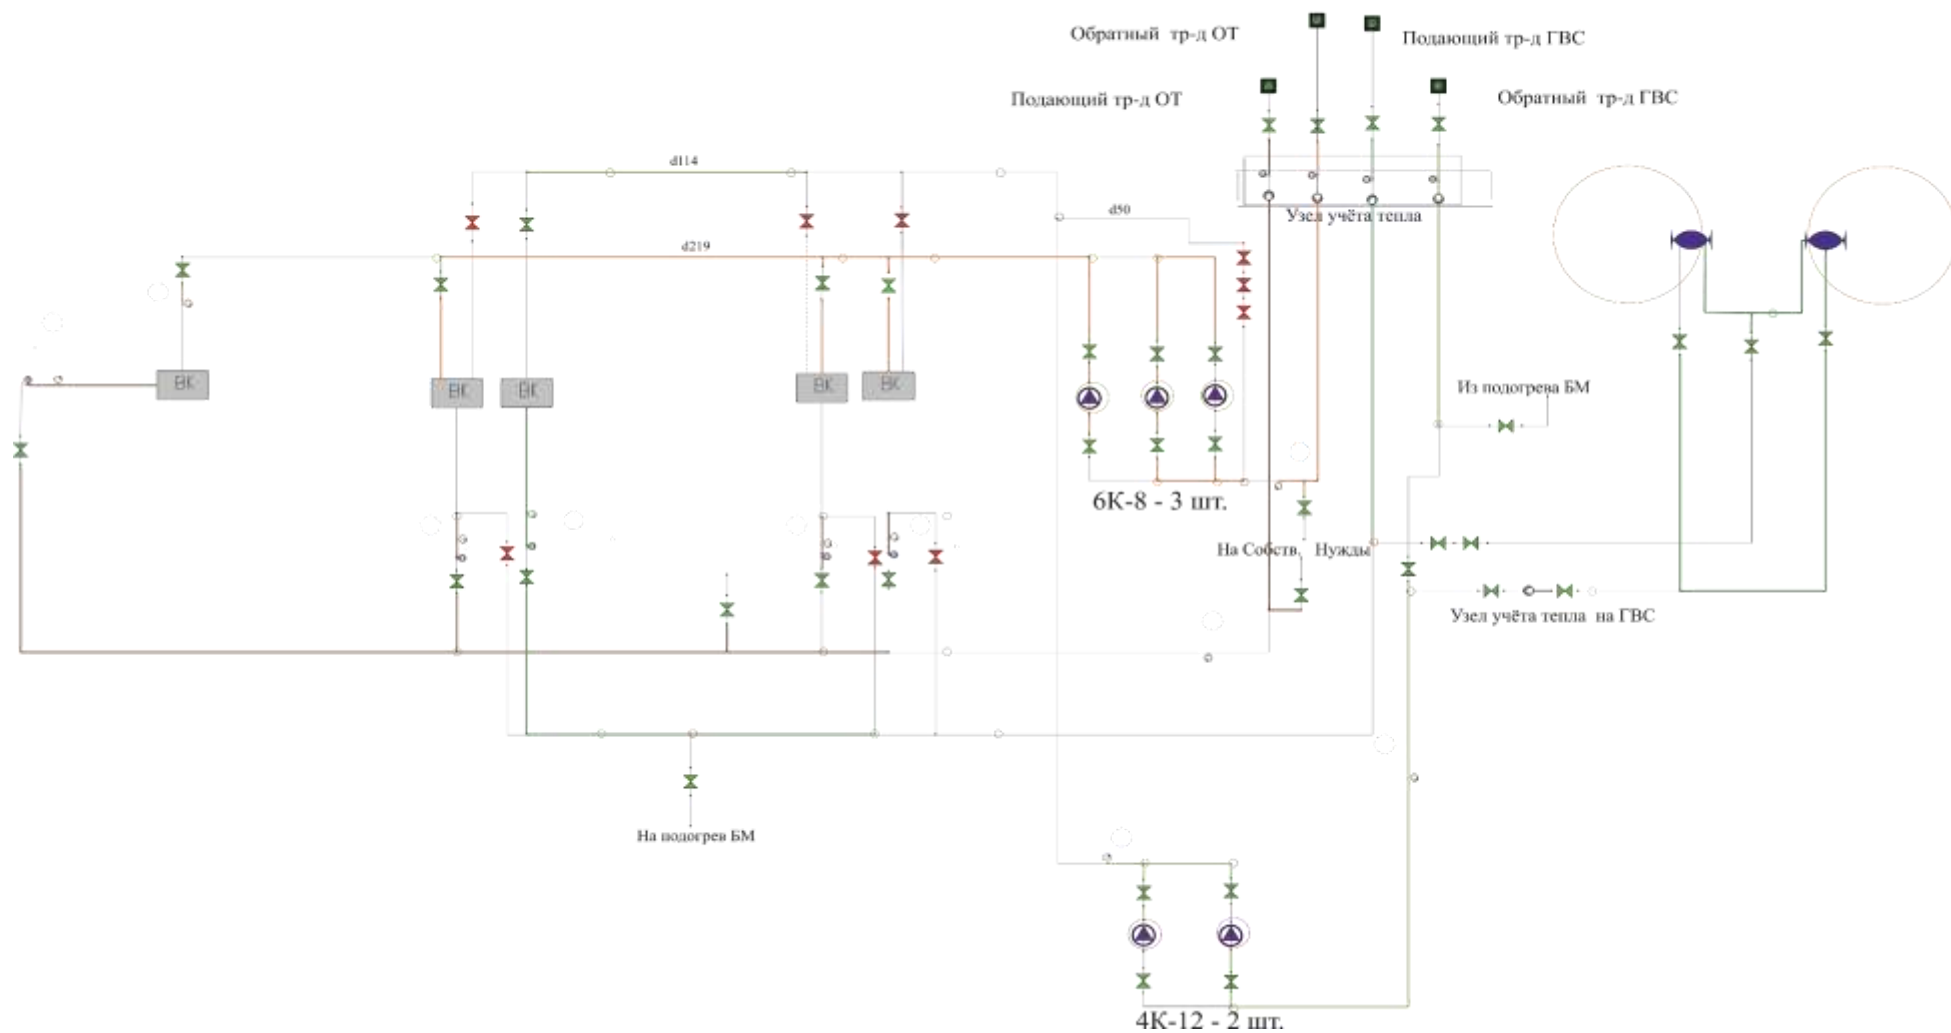 Обратный тр-д ОТ
Подающий тр-д ГВС
Подающий тр-д ОТ
Обратный тр-д ГВС
d114
d50
Узел учёта тепла
d219
ВК
ВК
ВК
ВК
ВК
Из подогрева БМ
6К-8 - 3 шт.
На Собств. Нужды
Узел учёта тепла на ГВС
На подогрев БМ
4К-12 - 2 шт.